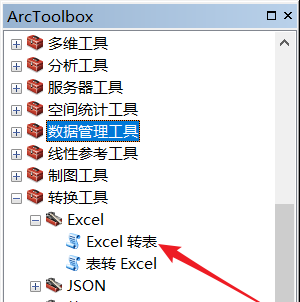 ArcToolbox
多维工具
分析工具
服务器工具
空间统计工具
数据管理工具
线性参考工具
制图工具
转换工具
Excel
Excel 转表
表转 Excel
JSON